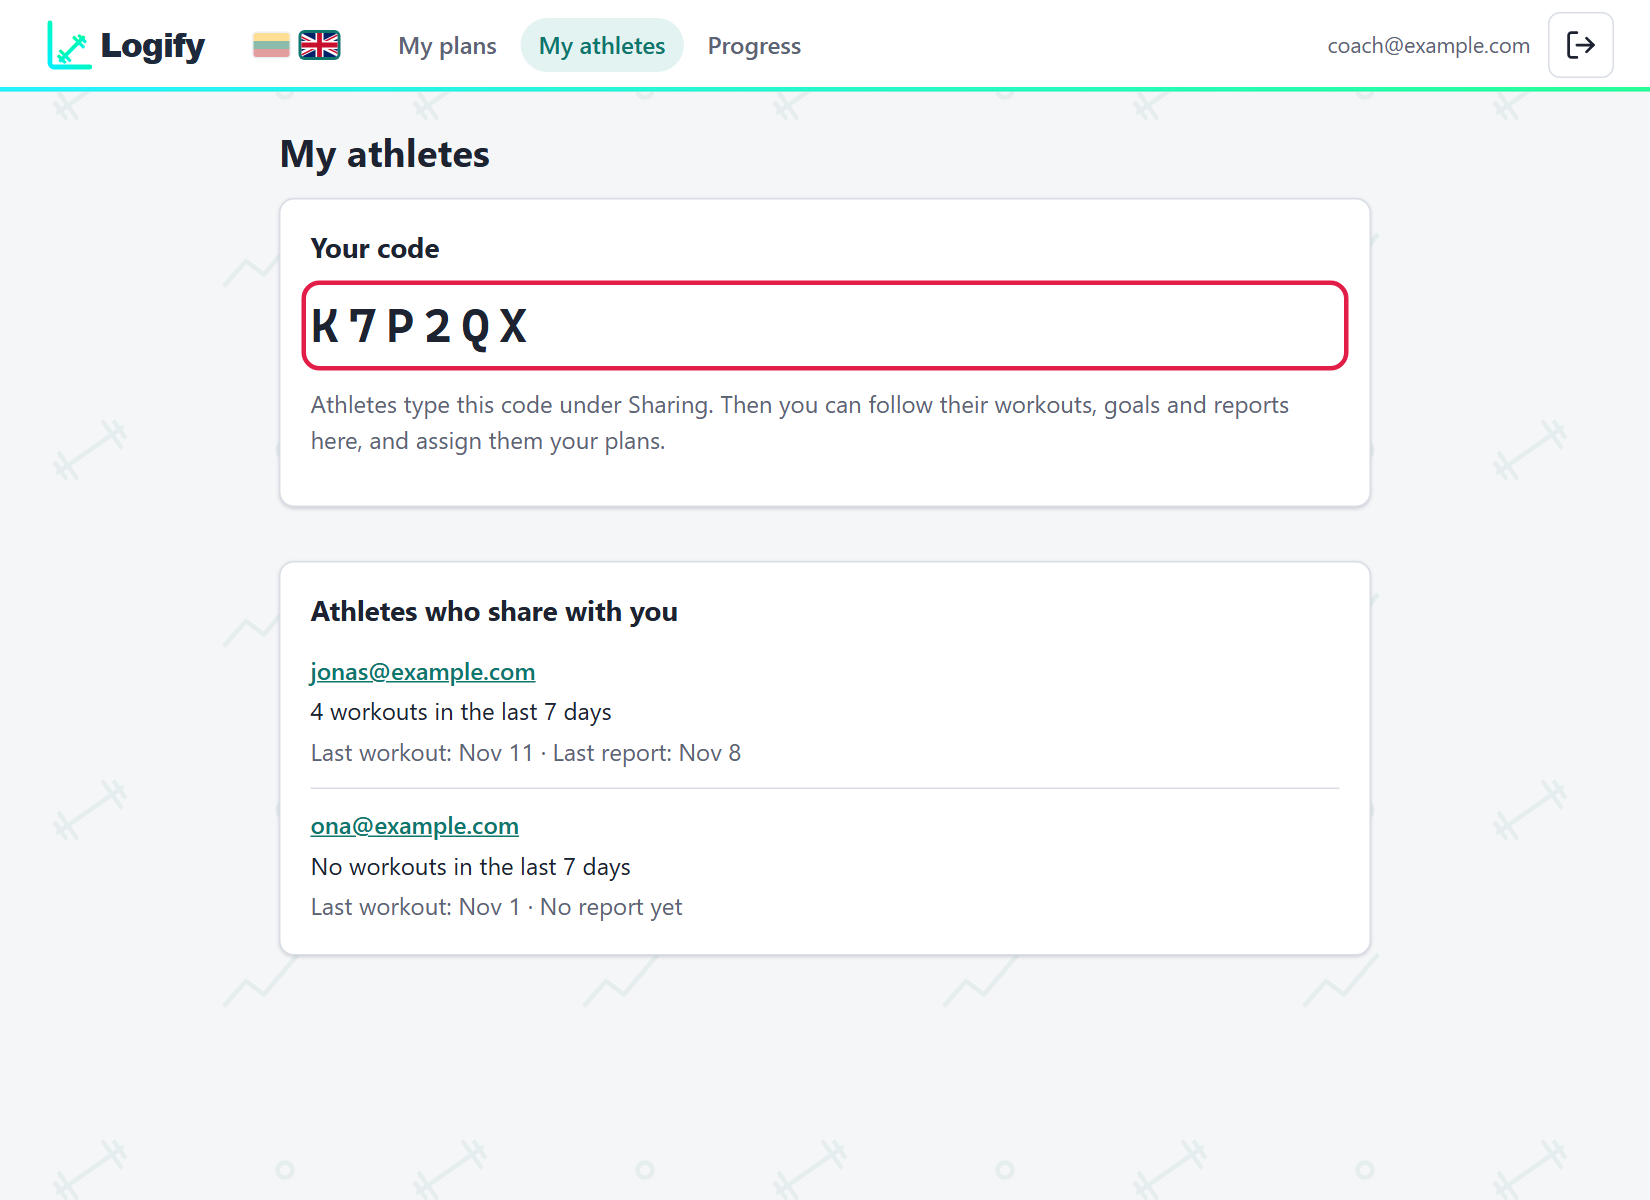 Logify
My plans
My athletes
Progress
coach@example.com
My athletes
Your code
K7P2QX
Athletes type this code under Sharing. Then you can follow their workouts, goals and reports
here, and assign them your plans.
Athletes who share with you
jonas@example.com
4 workouts in the last 7 days
Last workout: Nov 11 · Last report: Nov 8
ona@example.com
No workouts in the last 7 days
Last workout: Nov 1 · No report yet